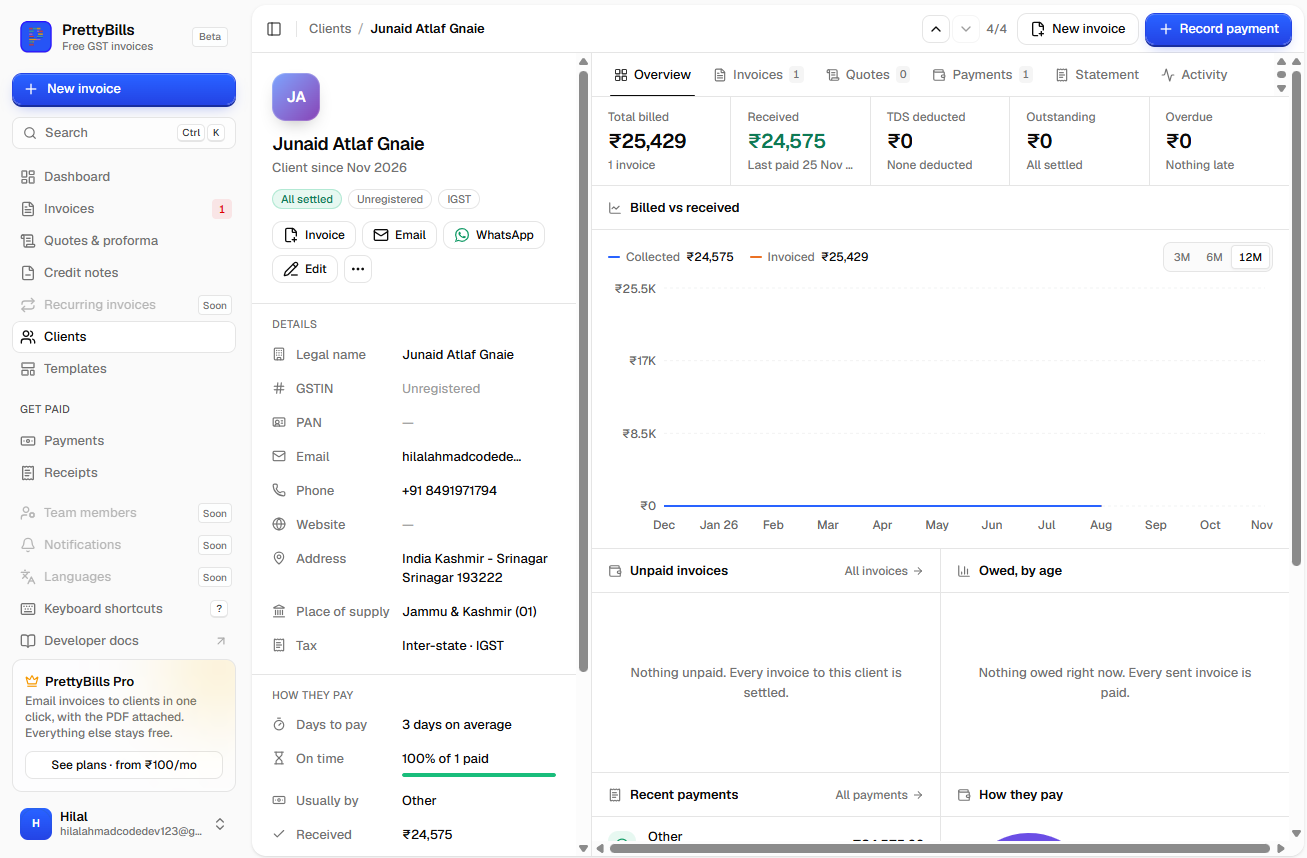 PrettyBills
Free GST invoices
Beta
New invoice
Search
Ctrl K
Dashboard
Invoices 1
Quotes & proforma
Credit notes
Recurring invoices Soon
Clients
Templates
GET PAID
Payments
Receipts
Team members Soon
Notifications Soon
Languages Soon
Keyboard shortcuts ?
Developer docs
PrettyBills Pro
Email invoices to clients in one
click, with the PDF attached.
Everything else stays free.
See plans · from ₹100/mo
H
Hilal
hilalahmadcodedev123@g...
Clients / Junaid Atlaf Gnaie
4/4
New invoice
Record payment
JA
Junaid Atlaf Gnaie
Client since Nov 2026
All settled Unregistered IGST
Invoice Email WhatsApp
Edit
DETAILS
Legal name Junaid Atlaf Gnaie
GSTIN Unregistered
PAN —
Email hilalahmadcodede...
Phone +91 8491971794
Website —
Address India Kashmir - Srinagar
Srinagar 193222
Place of supply Jammu & Kashmir (01)
Tax Inter-state · IGST
HOW THEY PAY
Days to pay 3 days on average
On time 100% of 1 paid
Usually by Other
Received ₹24,575
Overview Invoices 1 Quotes 0 Payments 1 Statement Activity
Total billed
₹25,429
1 invoice
Received
₹24,575
Last paid 25 Nov ...
TDS deducted
₹0
None deducted
Outstanding
₹0
All settled
Overdue
₹0
Nothing late
Billed vs received
Collected ₹24,575 Invoiced ₹25,429
3M 6M 12M
₹25.5K
₹17K
₹8.5K
₹0
Dec Jan 26 Feb Mar Apr May Jun Jul Aug Sep Oct Nov
Unpaid invoices All invoices →
Nothing unpaid. Every invoice to this client is
settled.
Owed, by age
Nothing owed right now. Every sent invoice is
paid.
Recent payments All payments →
Other
How they pay